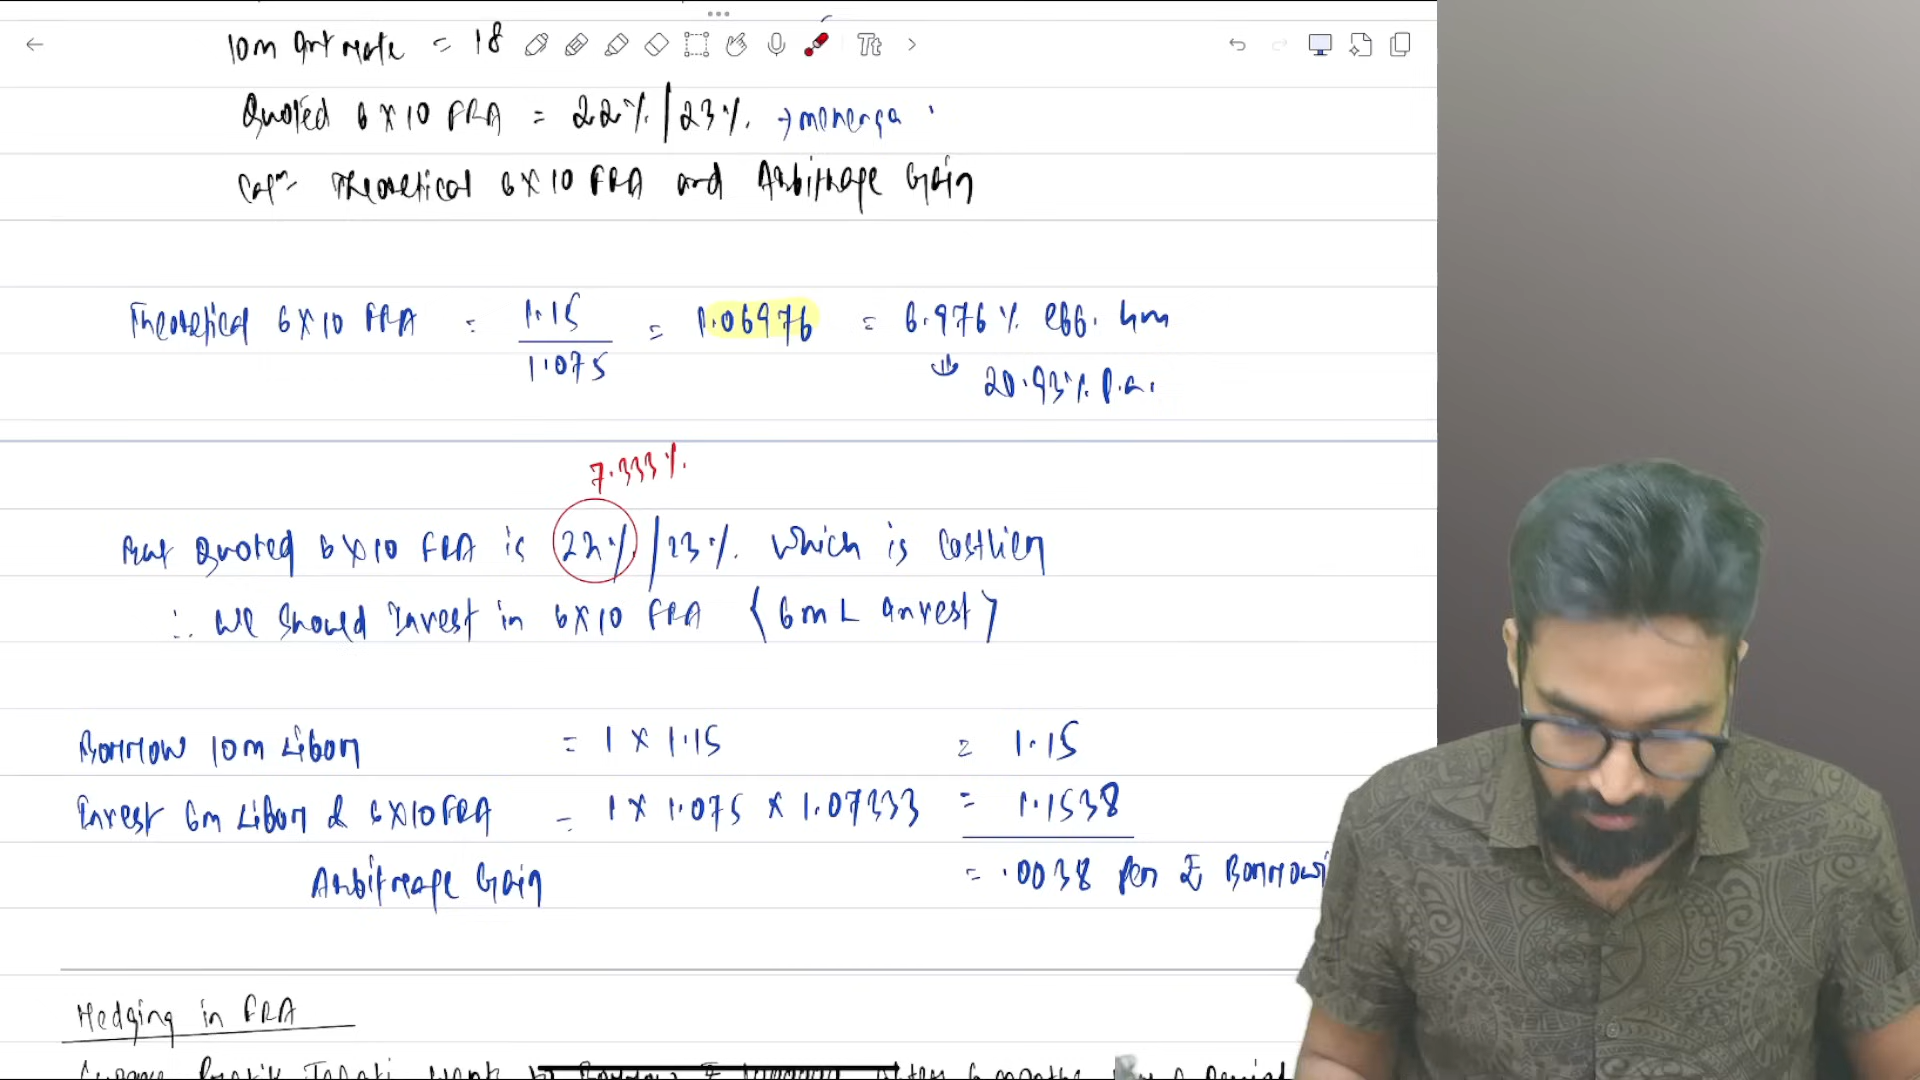 10m Int rate = 18
Quoted 6 X 10 FRA = 22% / 23% → monenga
Calⁿ Theoretical 6X10 FRA and Arbitrage Gain
Theoretical 6X10 FRA = 1.15 / 1.075 = 1.06976 = 6.976% eff. 4m
20.93% P.a.
7.333%
But Quoted 6X10 FRA is 22% / 23% which is costlier
∴ We should Invest in 6X10 FRA (6m L Invest)
Borrow 10m Libor = 1 X 1.15 = 1.15
Invest 6m Libor & 6X10 FRA = 1 X 1.075 X 1.07333 = 1.1538
Arbitrage Gain = .0038 per ₤
Hedging in FRA